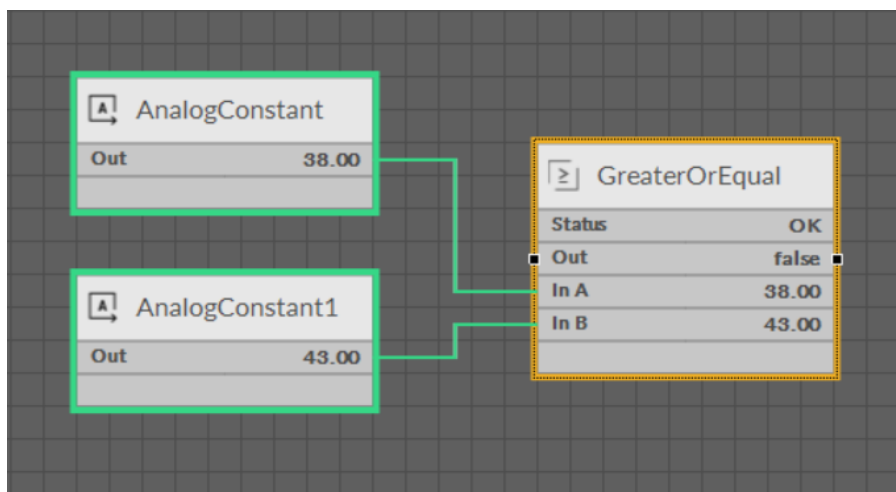 A AnalogConstant
Out 38.00
A AnalogConstant1
Out 43.00
≥ GreaterOrEqual
Status OK
Out false
In A 38.00
In B 43.00